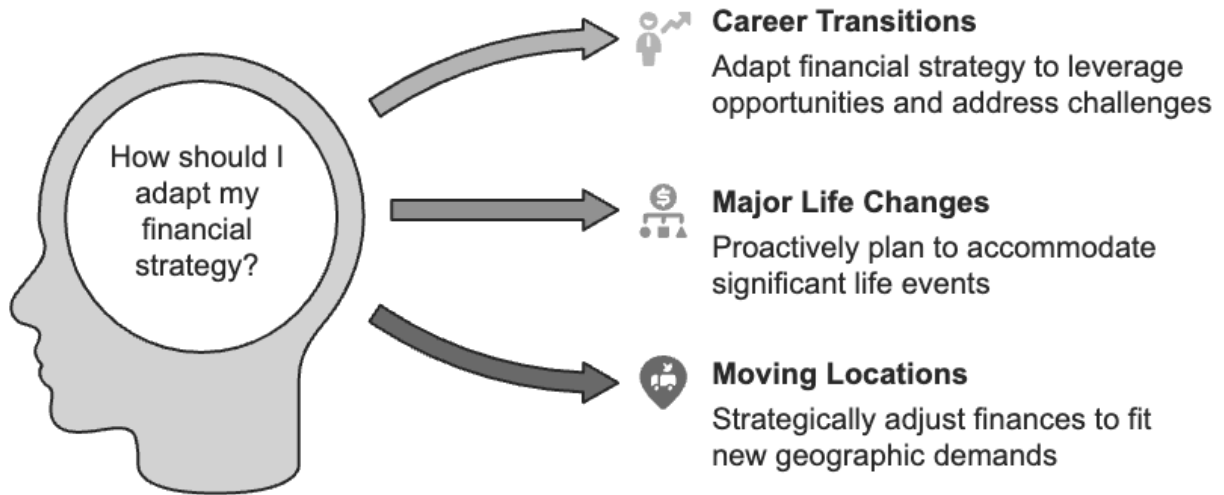 How should I
adapt my
financial
strategy?
Career Transitions
Adapt financial strategy to leverage
opportunities and address challenges
Major Life Changes
Proactively plan to accommodate
significant life events
Moving Locations
Strategically adjust finances to fit
new geographic demands